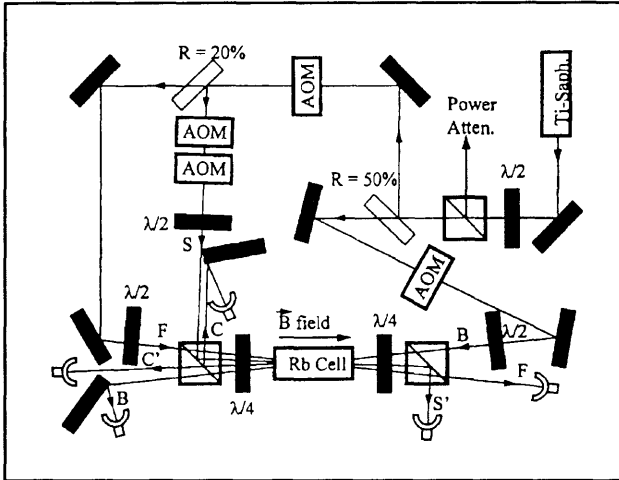 R = 20%
AOM
Power
Atten.
Ti-Saph.
AOM
AOM
λ/2
R = 50%
λ/2
S
AOM
λ/2
F
C
B field
λ/4
B
λ/2
C'
Rb Cell
F
B
λ/4
S'